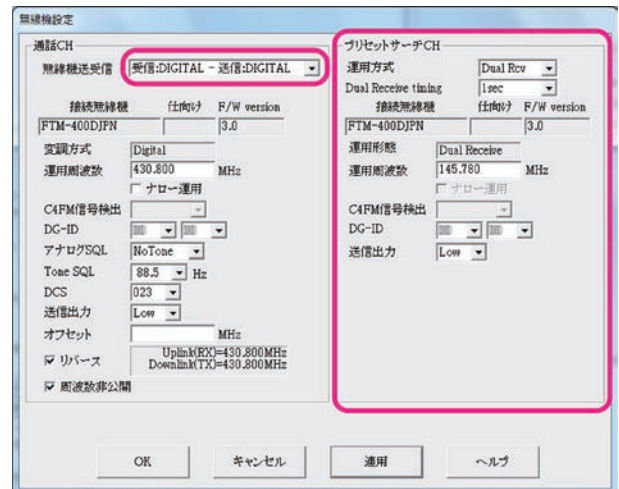 無線機設定
通話CH
無線機送受信 受信:DIGITAL - 送信:DIGITAL
接続無線機 仕向け F/W version
FTM-400DJPN 3.0
変調方式 Digital
運用周波数 430.800 MHz
ナロー運用
C4FM信号検出
DG-ID
アナログSQL NoTone
Tone SQL 88.5 Hz
DCS 023
送信出力 Low
オフセット MHz
リバース Uplink(RX)=430.800MHz
Downlink(TX)=430.800MHz
周波数非公開
プリセットサーチCH
運用方式 Dual Rcv
Dual Receive timing 1sec
接続無線機 仕向け F/W version
FTM-400DJPN 3.0
運用形態 Dual Receive
運用周波数 145.780 MHz
ナロー運用
C4FM信号検出
DG-ID
送信出力 Low
OK キャンセル 適用 ヘルプ